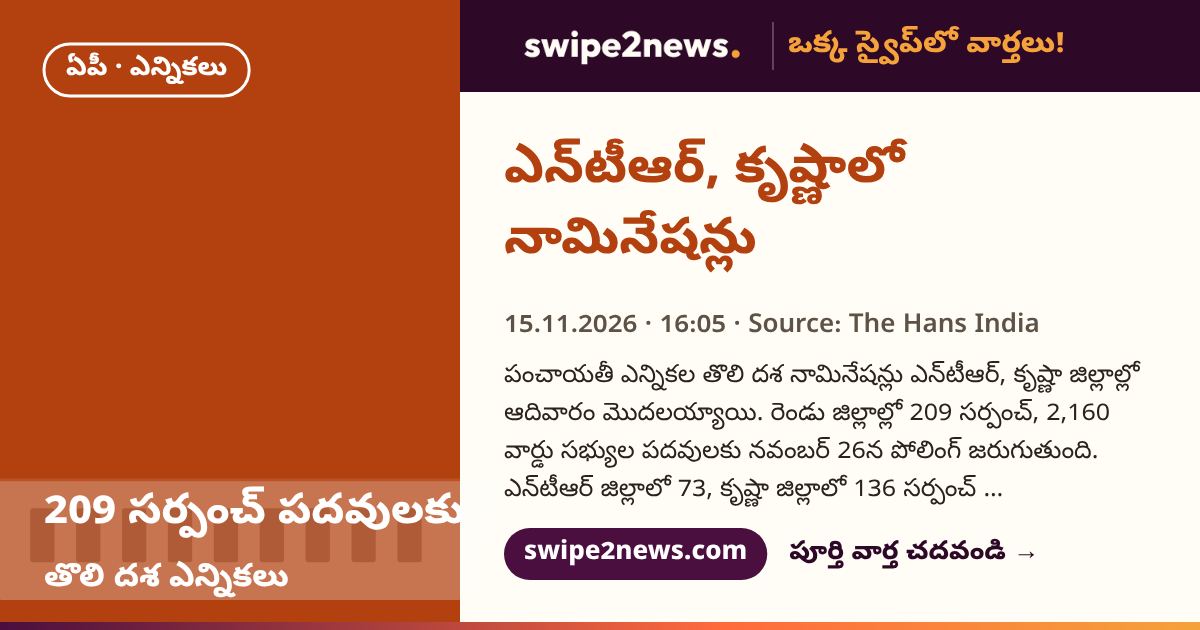 ఏపీ · ఎన్నికలు
209 సర్పంచ్ పదవులకు
తొలి దశ ఎన్నికలు
swipe2news.
ఒక్క స్వైప్‌లో వార్తలు!
ఎన్‌టీఆర్, కృష్ణాలో
నామినేషన్లు
15.11.2026 · 16:05 · Source: The Hans India
పంచాయతీ ఎన్నికల తొలి దశ నామినేషన్లు ఎన్‌టీఆర్, కృష్ణా జిల్లాల్లో
ఆదివారం మొదలయ్యాయి. రెండు జిల్లాల్లో 209 సర్పంచ్, 2,160
వార్డు సభ్యుల పదవులకు నవంబర్ 26న పోలింగ్ జరుగుతుంది.
ఎన్‌టీఆర్ జిల్లాలో 73, కృష్ణా జిల్లాలో 136 సర్పంచ్ ...
swipe2news.com
పూర్తి వార్త చదవండి →